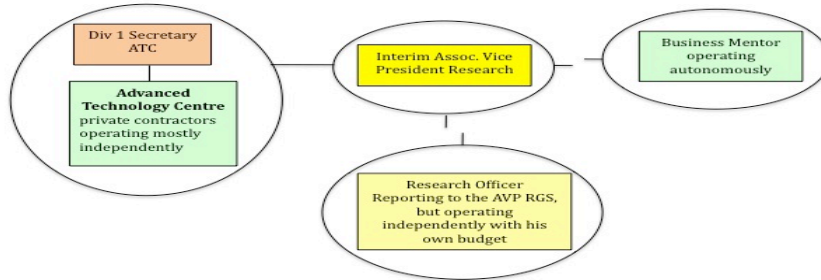 Div 1 Secretary
ATC
Advanced
Technology Centre
private contractors
operating mostly
independently
Interim Assoc. Vice
President Research
Business Mentor
operating
autonomously
Research Officer
Reporting to the AVP RGS,
but operating
independently with his
own budget